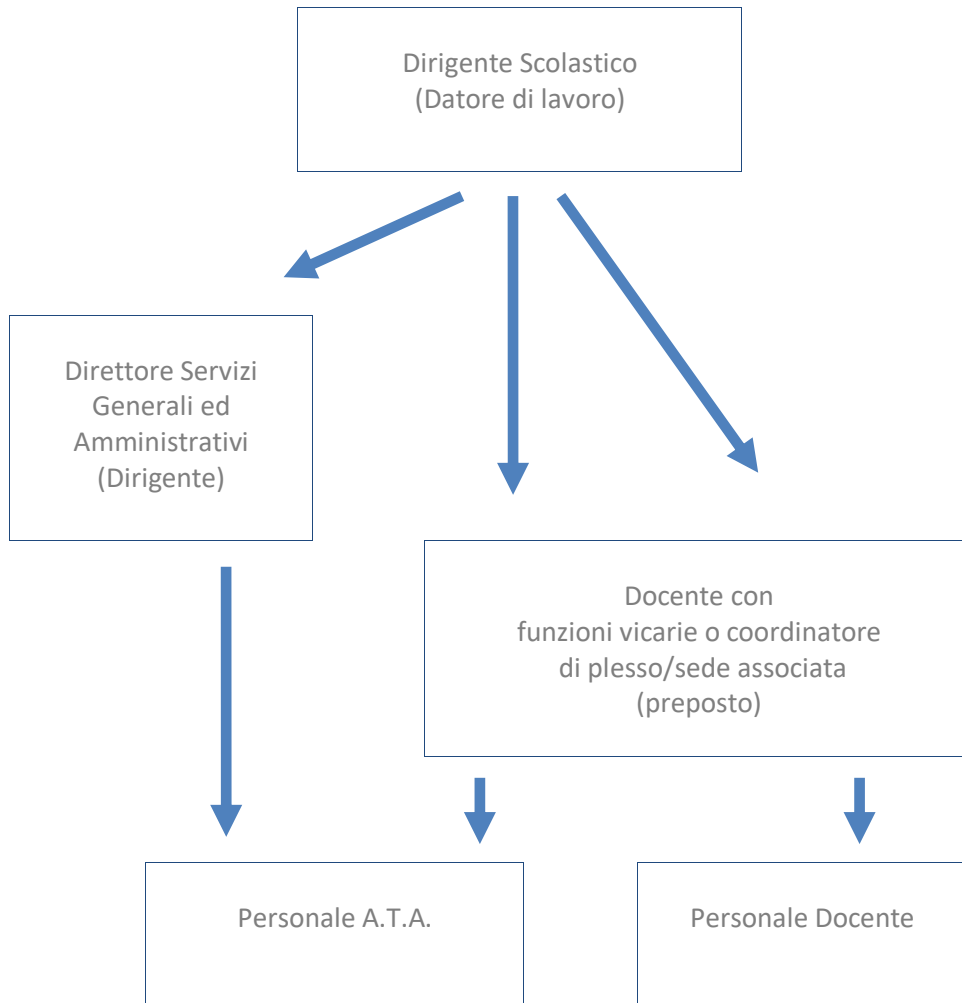 Dirigente Scolastico
(Datore di lavoro)
Direttore Servizi
Generali ed
Amministrativi
(Dirigente)
Docente con
funzioni vicarie o coordinatore
di plesso/sede associata
(preposto)
Personale A.T.A.
Personale Docente